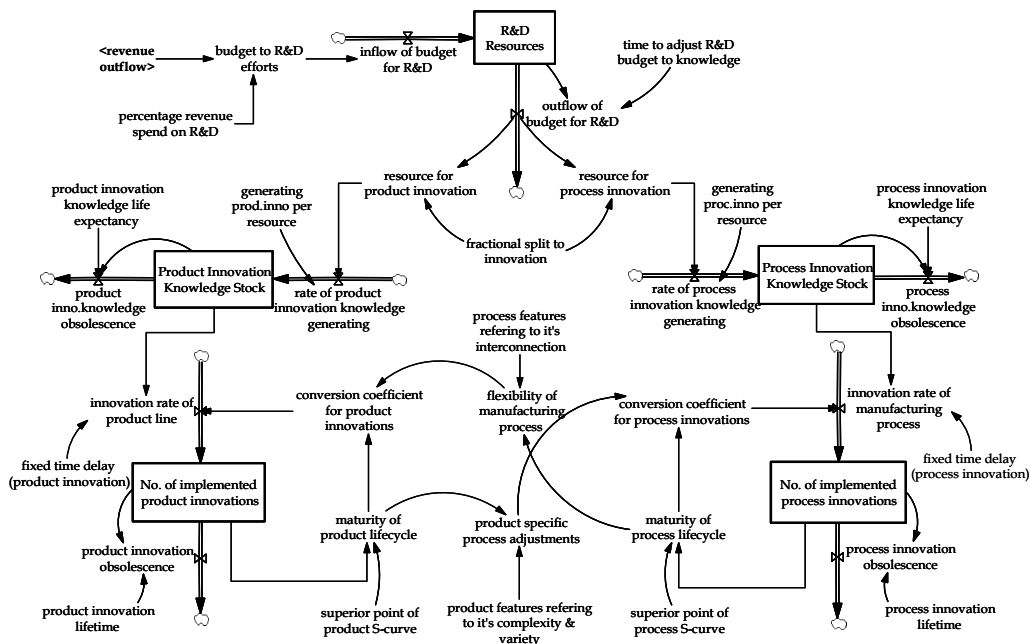 R&D
Resources
<revenue
outflow>
budget to R&D
efforts
inflow of budget
for R&D
time to adjust R&D
budget to knowledge
percentage revenue
spend on R&D
outflow of
budget for R&D
resource for
product innovation
resource for
process innovation
product innovation
knowledge life
expectancy
generating
prod.inno per
resource
generating
proc.inno per
resource
process innovation
knowledge life
expectancy
fractional split to
innovation
Product Innovation
Knowledge Stock
Process Innovation
Knowledge Stock
product
inno.knowledge
obsolescence
rate of product
innovation knowledge
generating
rate of process
innovation knowledge
generating
process
inno.knowledge
obsolescence
process features
refering to it's
interconnection
innovation rate of
product line
conversion coefficient
for product
innovations
flexibility of
manufacturing
process
conversion coefficient
for process innovations
innovation rate of
manufacturing
process
fixed time delay
(product innovation)
fixed time delay
(process innovation)
No. of implemented
product innovations
No. of implemented
process innovations
maturity of
product lifecycle
product specific
process adjustments
maturity of
process lifecycle
product innovation
obsolescence
process innovation
obsolescence
product innovation
lifetime
superior point of
product S-curve
product features refering
to it's complexity &
variety
superior point of
process S-curve
process innovation
lifetime